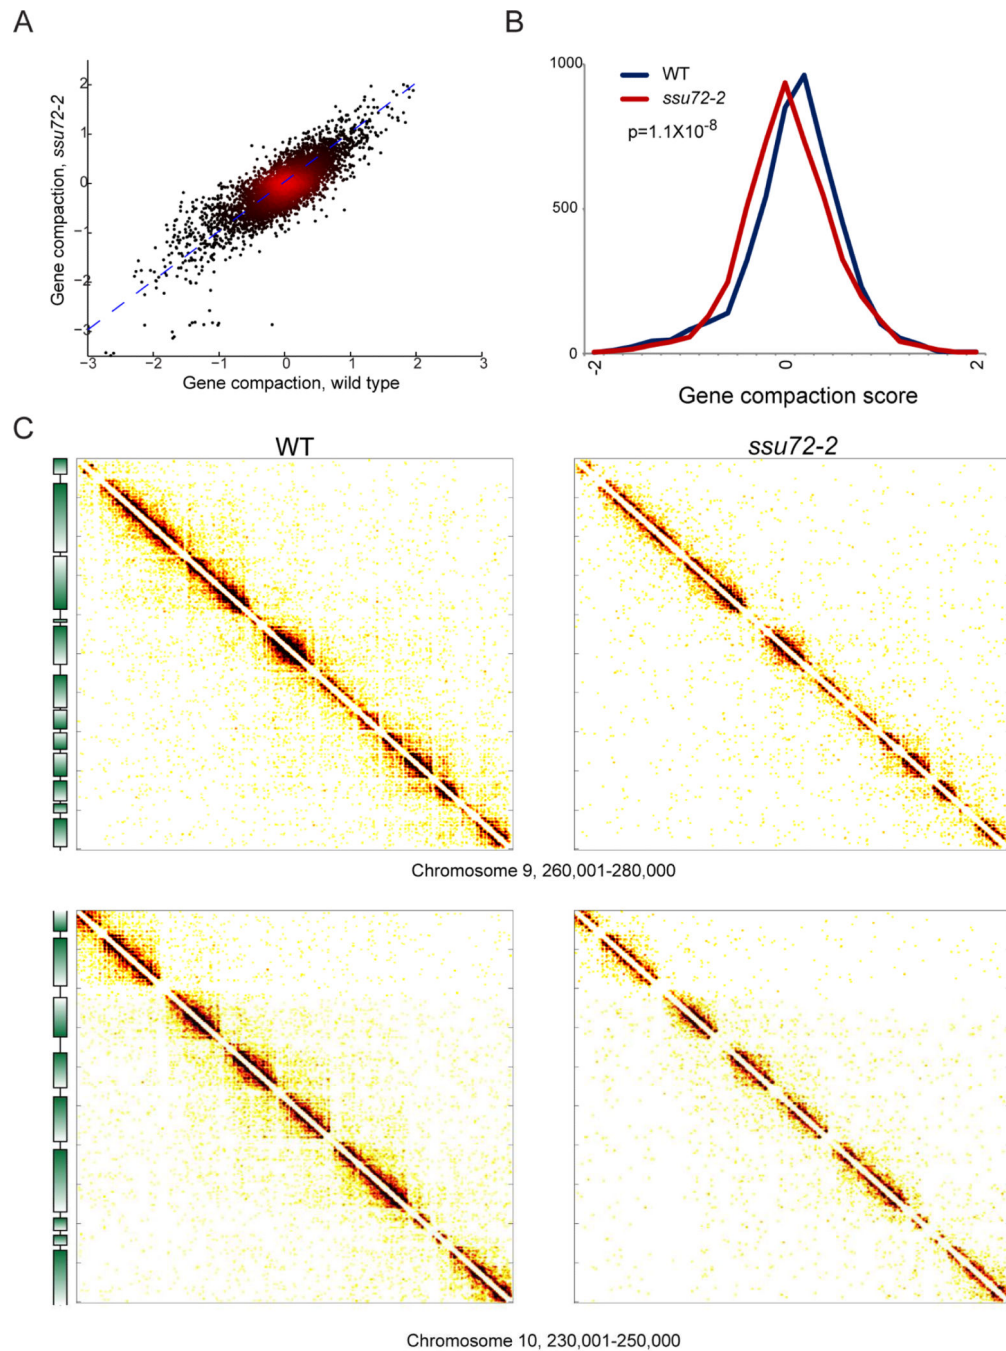 A
Gene compaction, ssu72-2
2
1
0
−1
−2
−3
−3
−2
−1
0
1
2
3
Gene compaction, wild type
B
1000
500
0
WT
ssu72-2
p=1.1X10-8
-2
0
2
Gene compaction score
C
WT
ssu72-2
Chromosome 9, 260,001-280,000
Chromosome 10, 230,001-250,000